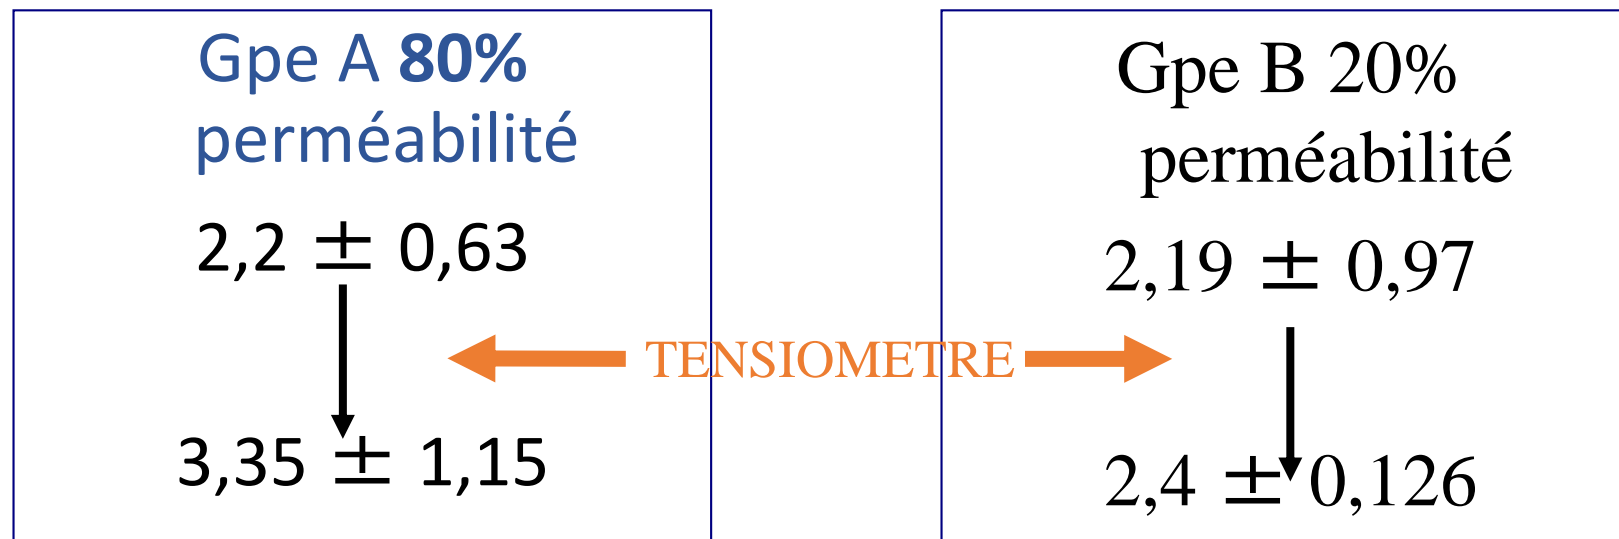 Gpe A 80%
perméabilité
2,2 ± 0,63
3,35 ± 1,15
TENSIOMETRE
Gpe B 20%
perméabilité
2,19 ± 0,97
2,4 ± 0,126